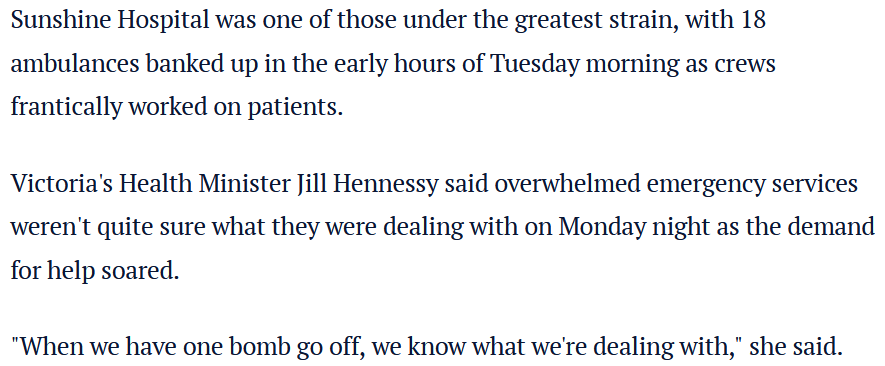 Sunshine Hospital was one of those under the greatest strain, with 18
ambulances banked up in the early hours of Tuesday morning as crews
frantically worked on patients.
Victoria's Health Minister Jill Hennessy said overwhelmed emergency services
weren't quite sure what they were dealing with on Monday night as the demand
for help soared.
"When we have one bomb go off, we know what we're dealing with," she said.